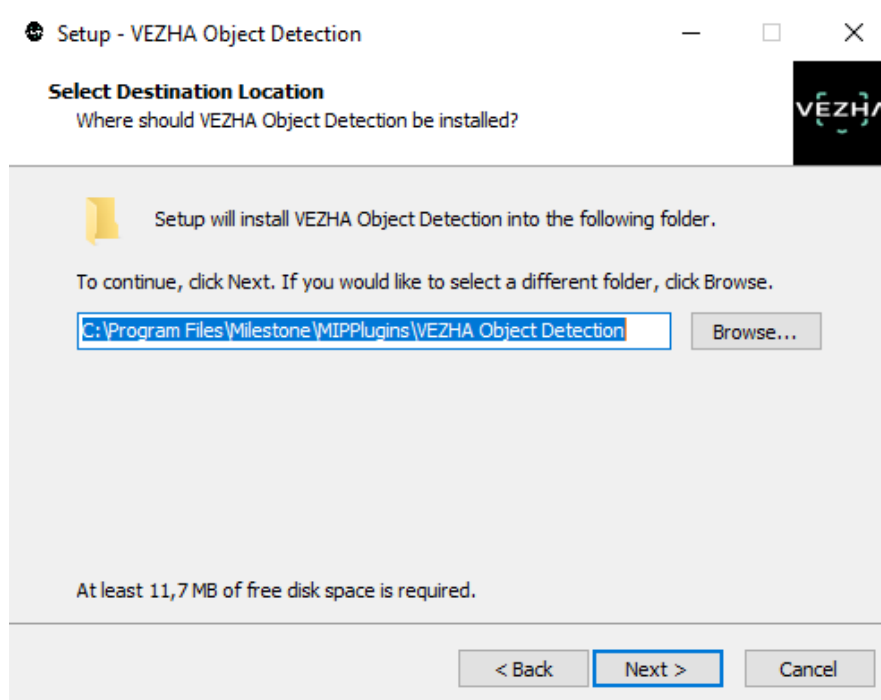 Setup - VEZHA Object Detection
Select Destination Location
Where should VEZHA Object Detection be installed?
VEZHA
Setup will install VEZHA Object Detection into the following folder.
To continue, click Next. If you would like to select a different folder, click Browse.
C:\Program Files\Milestone\MIPPlugins\VEZHA Object Detection
Browse...
At least 11,7 MB of free disk space is required.
< Back
Next >
Cancel